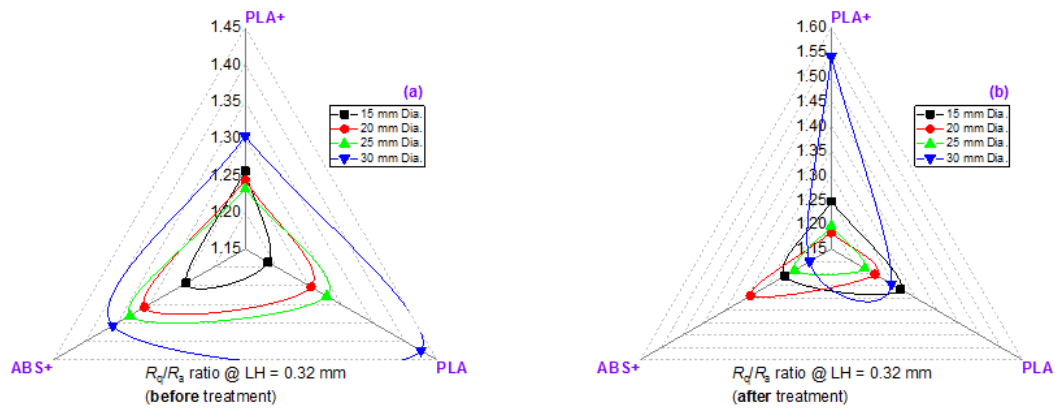 PLA+
1.45
1.40
1.35
1.30
1.25
1.20
1.15
(a)
15 mm Dia.
20 mm Dia.
25 mm Dia.
30 mm Dia.
ABS+
PLA
Rq/Ra ratio @ LH = 0.32 mm
(before treatment)
PLA+
1.60
1.55
1.50
1.45
1.40
1.35
1.30
1.25
1.20
1.15
(b)
15 mm Dia.
20 mm Dia.
25 mm Dia.
30 mm Dia.
ABS+
PLA
Rq/Ra ratio @ LH = 0.32 mm
(after treatment)